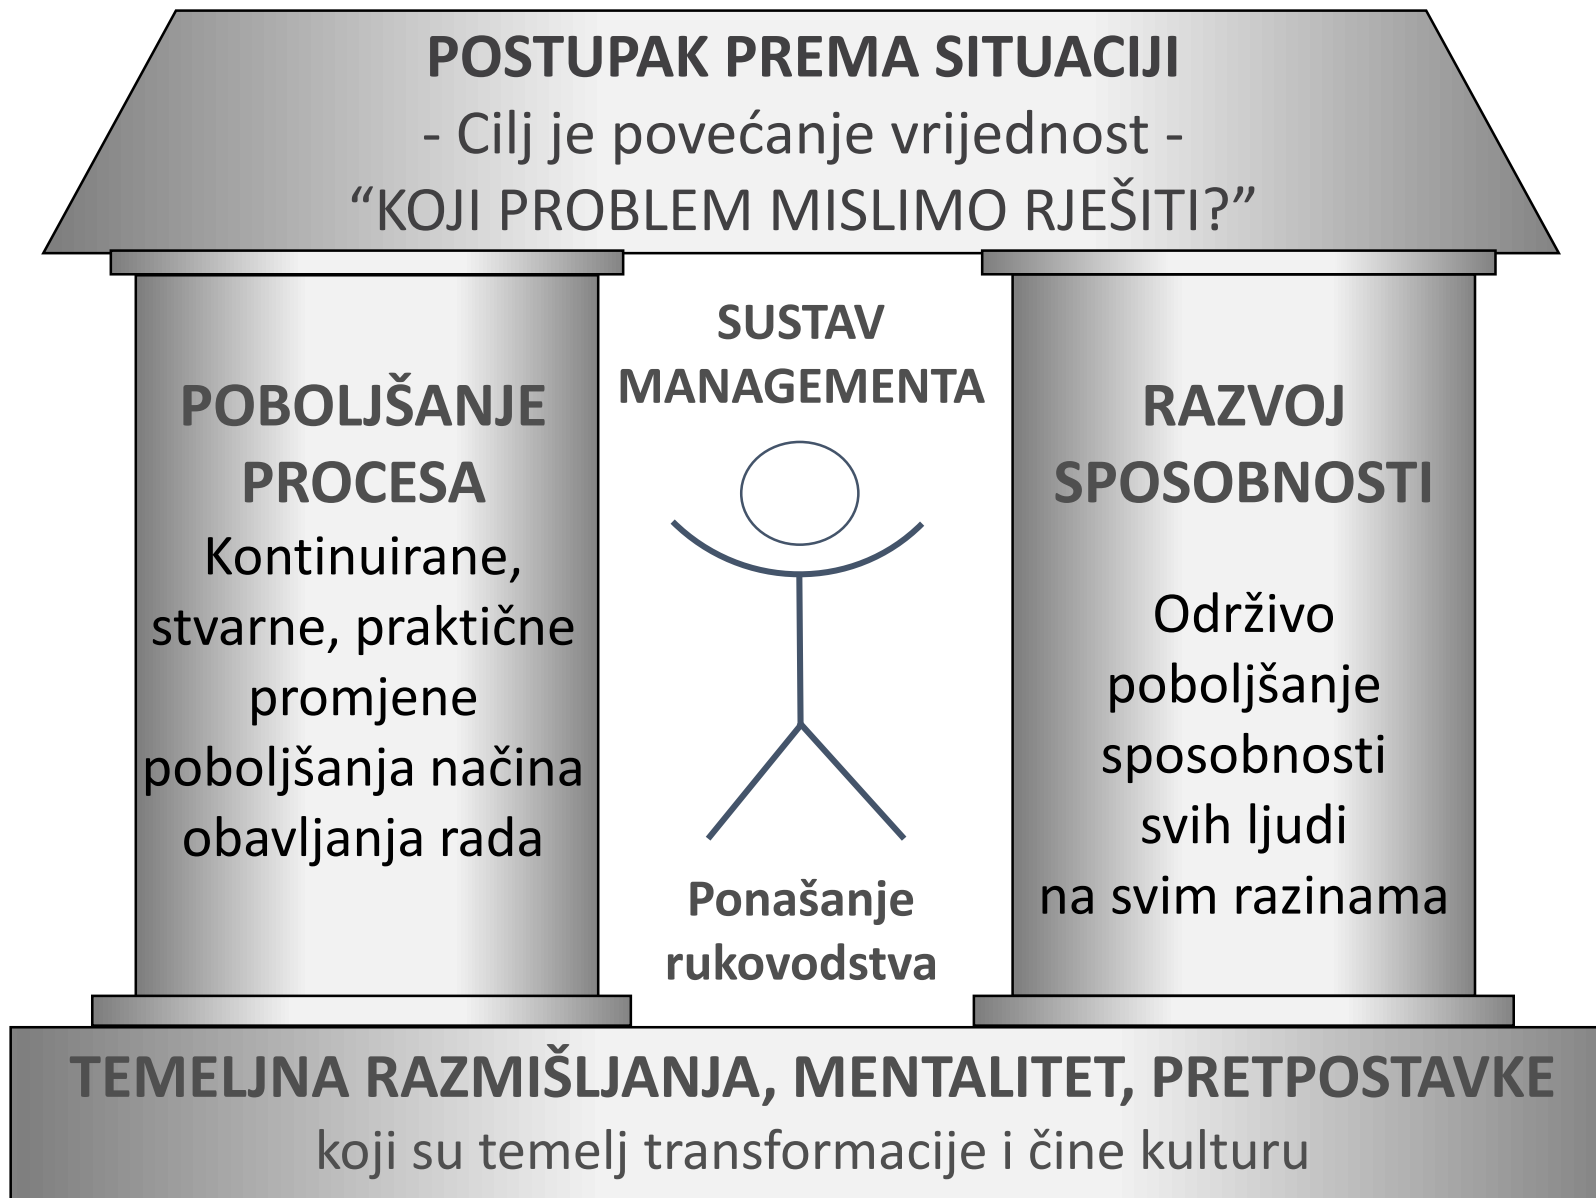 POSTUPAK PREMA SITUACIJI
- Cilj je povećanje vrijednost -
“KOJI PROBLEM MISLIMO RJEŠITI?”
POBOLJŠANJE
PROCESA
Kontinuirane,
stvarne, praktične
promjene
poboljšanja načina
obavljanja rada
SUSTAV
MANAGEMENTA
Ponašanje
rukovodstva
RAZVOJ
SPOSOBNOSTI
Održivo
poboljšanje
sposobnosti
svih ljudi
na svim razinama
TEMELJNA RAZMIŠLJANJA, MENTALITET, PRETPOSTAVKE
koji su temelj transformacije i čine kulturu